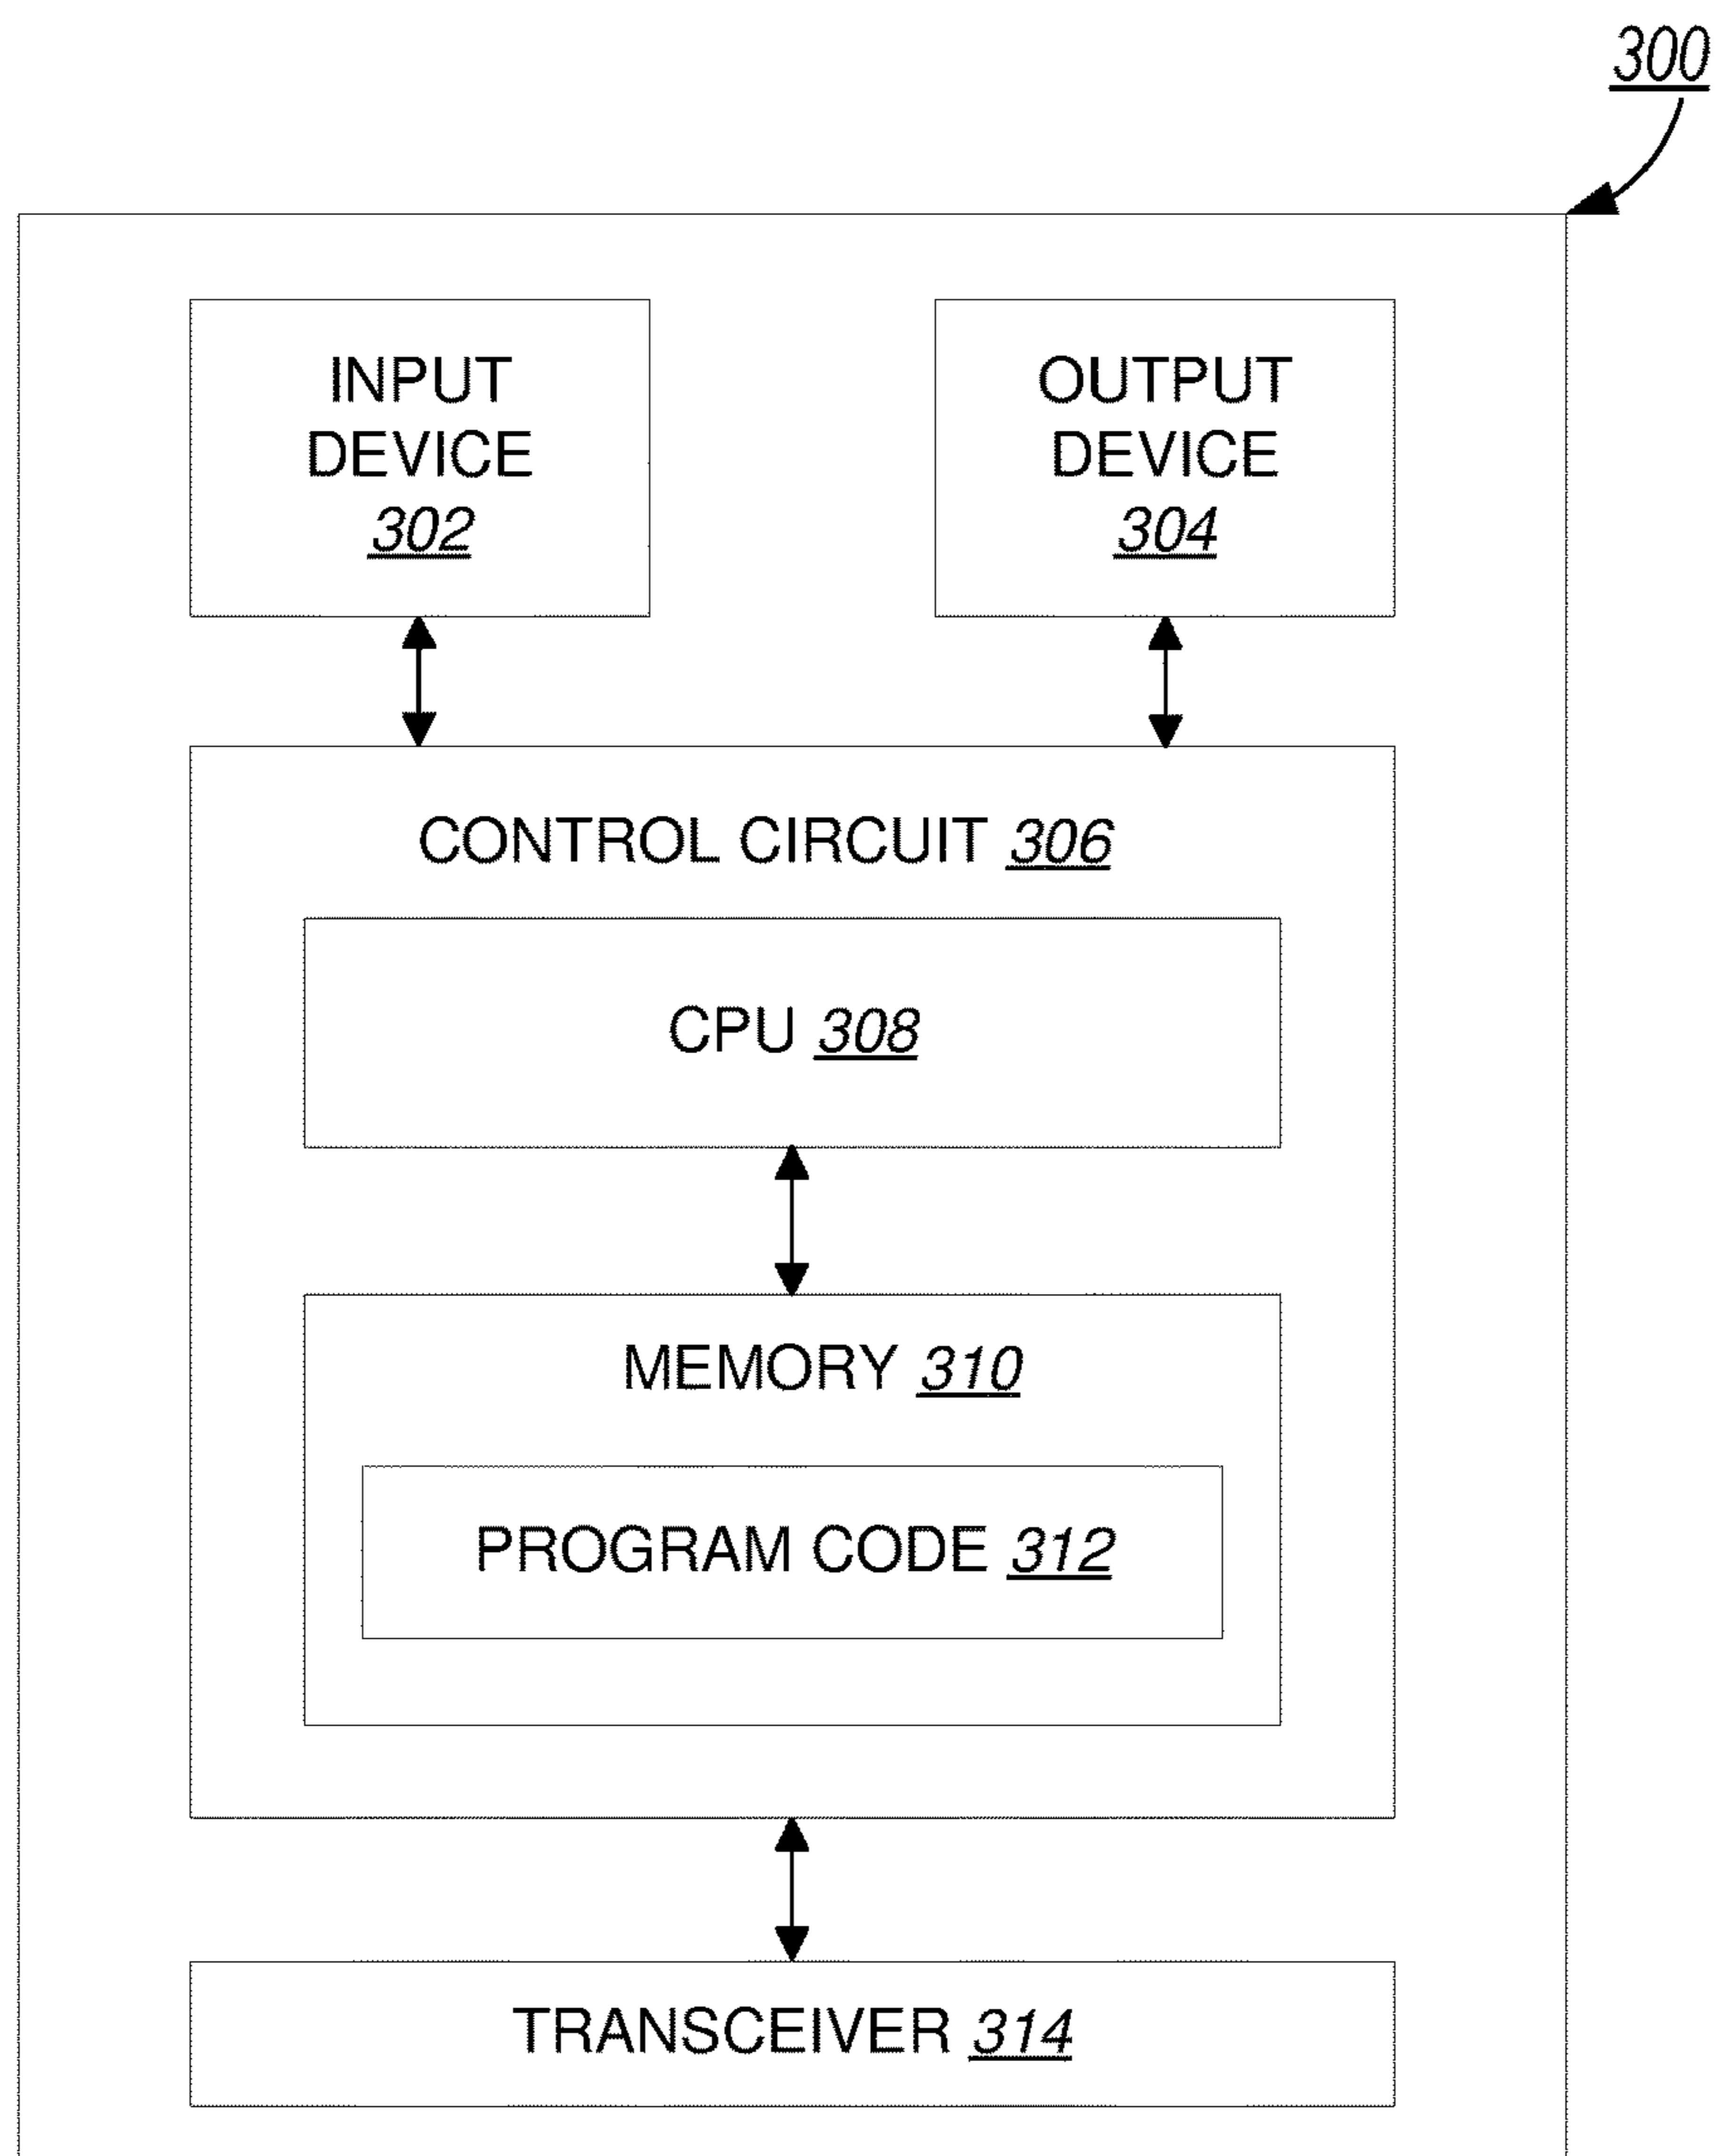 300
INPUT
DEVICE
302
OUTPUT
DEVICE
304
CONTROL CIRCUIT 306
CPU 308
MEMORY 310
PROGRAM CODE 312
TRANSCEIVER 314